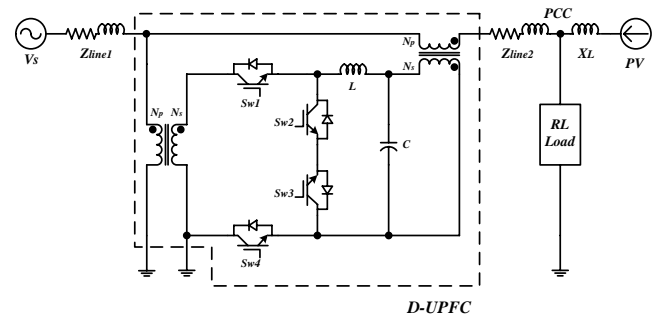 PCC
Vs
Zline1
Np
Ns
Zline2
XL
PV
Sw1
L
Sw2
Np
Ns
C
RL
Load
Sw3
Sw4
D-UPFC